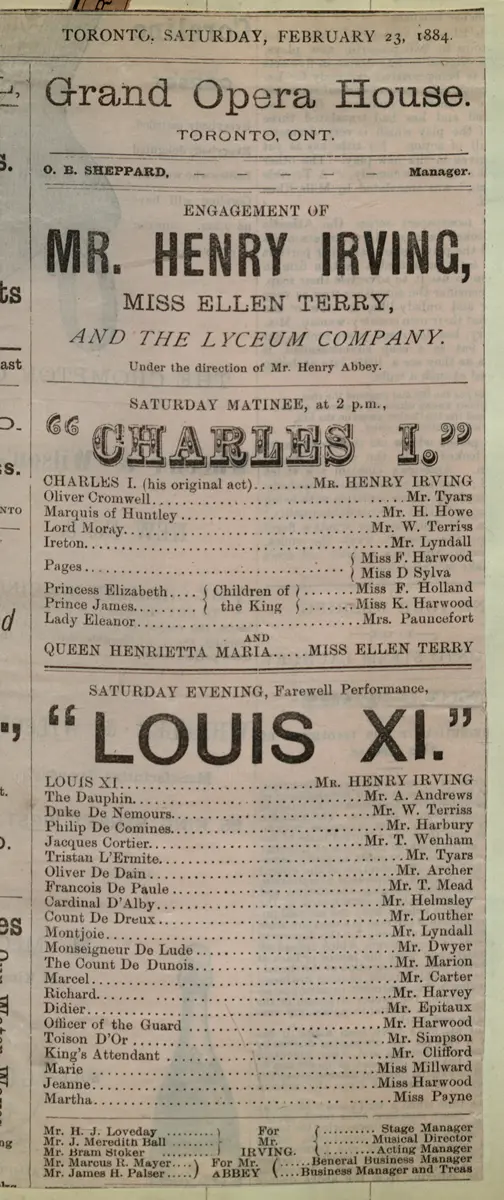 TORONTO, SATURDAY, FEBRUARY 23, 1884.
Grand Opera House.
TORONTO, ONT.
O. B. SHEPPARD, — — — — — Manager.
ENGAGEMENT OF
MR. HENRY IRVING,
MISS ELLEN TERRY,
AND THE LYCEUM COMPANY.
Under the direction of Mr. Henry Abbey.
SATURDAY MATINEE, at 2 p.m.,
“CHARLES I.”
CHARLES I. (his original act)........MR. HENRY IRVING
Oliver Cromwell........Mr. Tyars
Marquis of Huntley........Mr. H. Howe
Lord Moray........Mr. W. Terriss
Ireton........Mr. Lyndall
Pages........{ Miss F. Harwood
} Miss D Sylva
Princess Elizabeth.... { Children of }.......Miss F. Holland
Prince James........ } the King {.......Miss K. Harwood
Lady Eleanor........Mrs. Pauncefort
AND
QUEEN HENRIETTA MARIA.....MISS ELLEN TERRY
SATURDAY EVENING, Farewell Performance,
“LOUIS XI.”
LOUIS XI........MR. HENRY IRVING
The Dauphin........Mr. A. Andrews
Duke De Nemours........Mr. W. Terriss
Philip De Comines........Mr. Harbury
Jacques Cortier........Mr. T. Wenham
Tristan L'Ermite........Mr. Tyars
Oliver De Dain........Mr. Archer
Francois De Paule........Mr. T. Mead
Cardinal D'Alby........Mr. Helmsley
Count De Dreux........Mr. Louther
Montjoie........Mr. Lyndall
Monseigneur De Lude........Mr. Dwyer
The Count De Dunois........Mr. Marion
Marcel........Mr. Carter
Richard........Mr. Harvey
Didier........Mr. Epitaux
Officer of the Guard........Mr. Harwood
Toison D'Or........Mr. Simpson
King's Attendant........Mr. Clifford
Marie........Miss Millward
Jeanne........Miss Harwood
Martha........Miss Payne
Mr. H. J. Loveday ........) For {.......... Stage Manager
Mr. J. Meredith Ball ........} Mr. {........ Musical Director
Mr. Bram Stoker ........) IRVING. (........ Acting Manager
Mr. Marcus R. Mayer....) For Mr. (......Beneral Business Manager
Mr. James H. Palser.....) ABBEY (....Business Manager and Treas